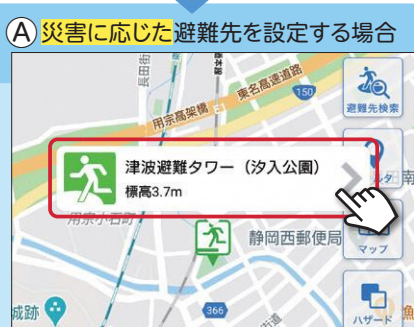 Ⓐ 災害に応じた避難先を設定する場合
長田街
東名高速道路
150
用宗高架橋
避難先検索
津波避難タワー（汐入公園）
標高3.7m
用宗小石町
静岡西郵便局
マップ
366
城跡
ハザード